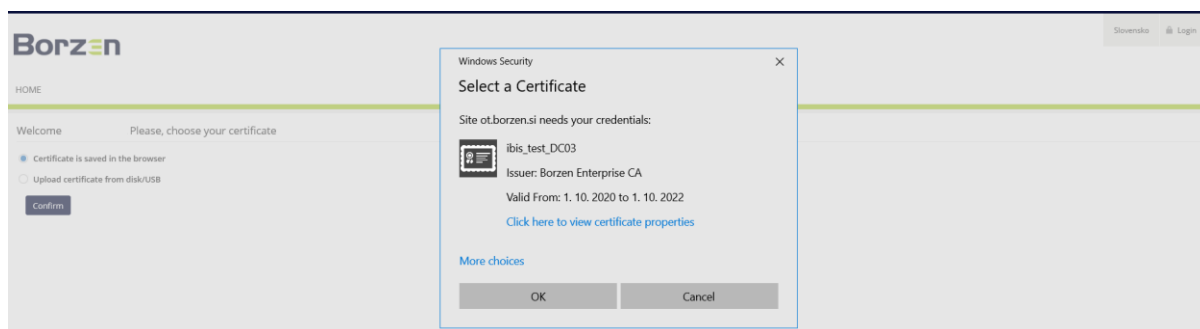 Borzen
Slovensko
Login
HOME
Welcome
Please, choose your certificate
Certificate is saved in the browser
Upload certificate from disk/USB
Confirm
Windows Security
Select a Certificate
Site ot.borzen.si needs your credentials:
ibis_test_DC03
Issuer: Borzen Enterprise CA
Valid From: 1. 10. 2020 to 1. 10. 2022
Click here to view certificate properties
More choices
OK
Cancel